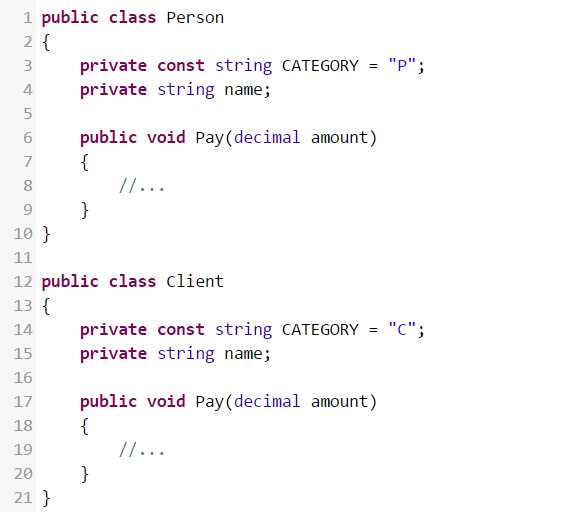 1 public class Person
2 {
3     private const string CATEGORY = "P";
4     private string name;
5
6     public void Pay(decimal amount)
7     {
8         //...
9     }
10 }
11
12 public class Client
13 {
14     private const string CATEGORY = "C";
15     private string name;
16
17     public void Pay(decimal amount)
18     {
19         //...
20     }
21 }